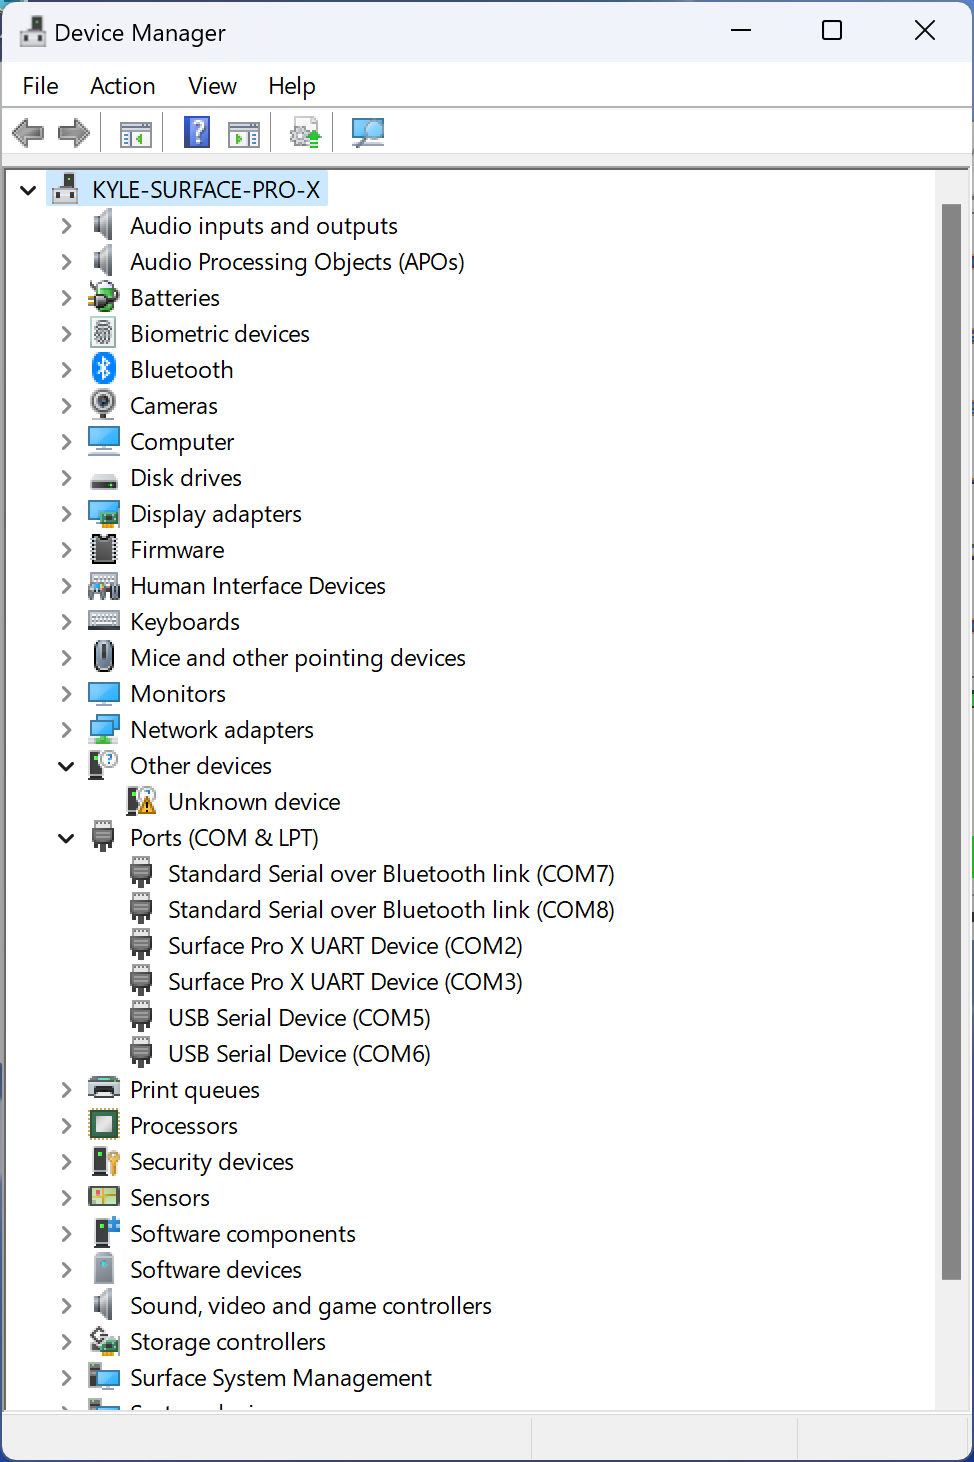 Device Manager
File Action View Help
KYLE-SURFACE-PRO-X
Audio inputs and outputs
Audio Processing Objects (APOs)
Batteries
Biometric devices
Bluetooth
Cameras
Computer
Disk drives
Display adapters
Firmware
Human Interface Devices
Keyboards
Mice and other pointing devices
Monitors
Network adapters
Other devices
Unknown device
Ports (COM & LPT)
Standard Serial over Bluetooth link (COM7)
Standard Serial over Bluetooth link (COM8)
Surface Pro X UART Device (COM2)
Surface Pro X UART Device (COM3)
USB Serial Device (COM5)
USB Serial Device (COM6)
Print queues
Processors
Security devices
Sensors
Software components
Software devices
Sound, video and game controllers
Storage controllers
Surface System Management